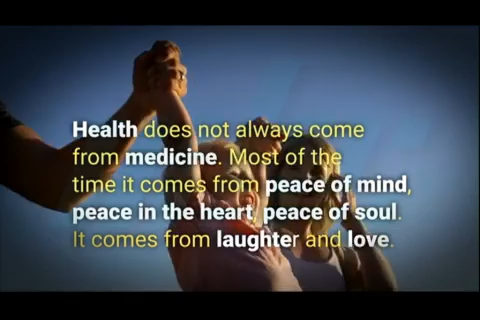 Health does not always come
from medicine. Most of the
time it comes from peace of mind,
peace in the heart, peace of soul.
It comes from laughter and love.